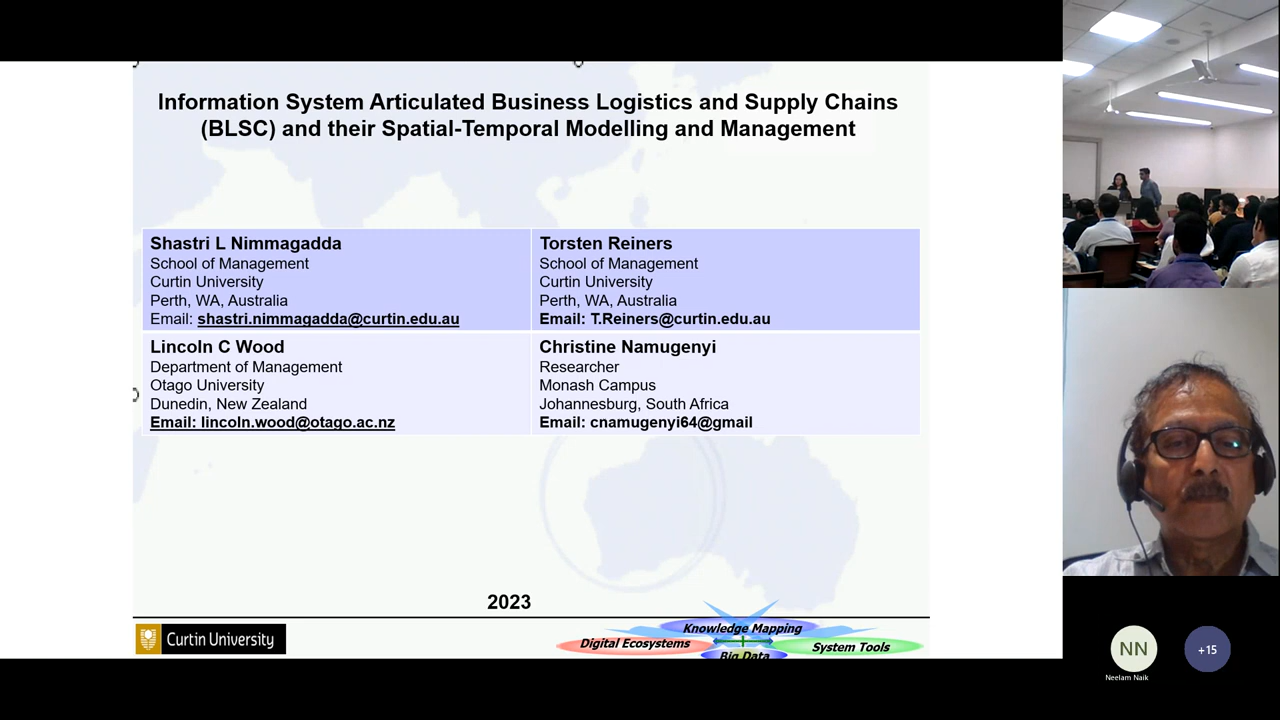 Information System Articulated Business Logistics and Supply Chains
(BLSC) and their Spatial-Temporal Modelling and Management
Shastri L Nimmagadda
School of Management
Curtin University
Perth, WA, Australia
Email: shastri.nimmagadda@curtin.edu.au
Torsten Reiners
School of Management
Curtin University
Perth, WA, Australia
Email: T.Reiners@curtin.edu.au
Lincoln C Wood
Department of Management
Otago University
Dunedin, New Zealand
Email: lincoln.wood@otago.ac.nz
Christine Namugenyi
Researcher
Monash Campus
Johannesburg, South Africa
Email: cnamugenyi64@gmail
2023
Curtin University
Knowledge Mapping
Digital Ecosystems
System Tools
Big Data
NN
Neelam Naik
+15